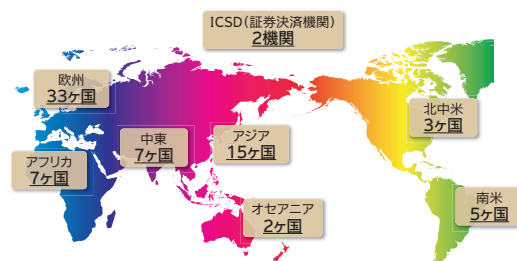 ICSD(証券決済機関)
2機関
欧州
33ヶ国
北中米
3ヶ国
中東
7ヶ国
アジア
15ヶ国
アフリカ
7ヶ国
オセアニア
2ヶ国
南米
5ヶ国